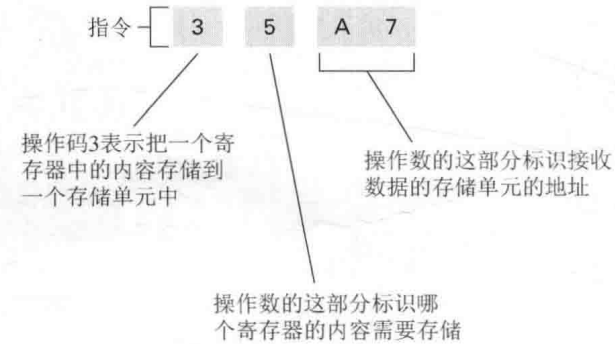 指令 3 5 A 7
操作码3表示把一个寄
存器中的内容存储到
一个存储单元中
操作数的这部分标识接收
数据的存储单元的地址
操作数的这部分标识哪
个寄存器的内容需要存储